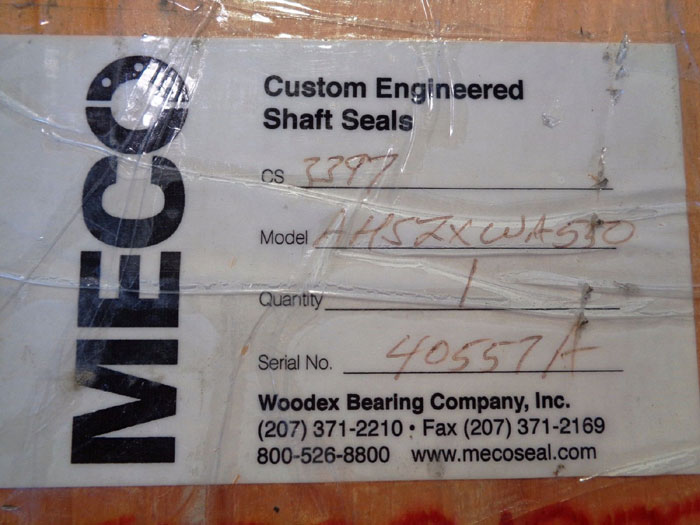 MECO
Custom Engineered
Shaft Seals
CS 3397
Model AH5ZXWA510
Quantity 1
Serial No. 40557A
Woodex Bearing Company, Inc.
(207) 371-2210 • Fax (207) 371-2169
800-526-8800 www.mecoseal.com